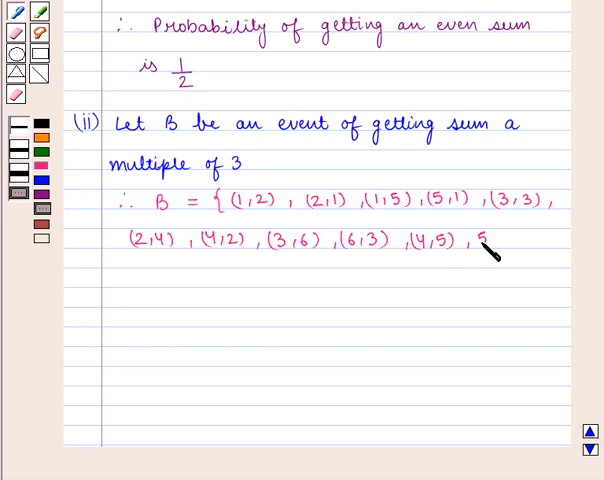 ∴ Probability of getting an even sum
is 1/2
(ii) Let B be an event of getting sum a
multiple of 3
∴ B = { (1,2) , (2,1) , (1,5) , (5,1) , (3,3) ,
(2,4) , (4,2) , (3,6) , (6,3) , (4,5) , 5